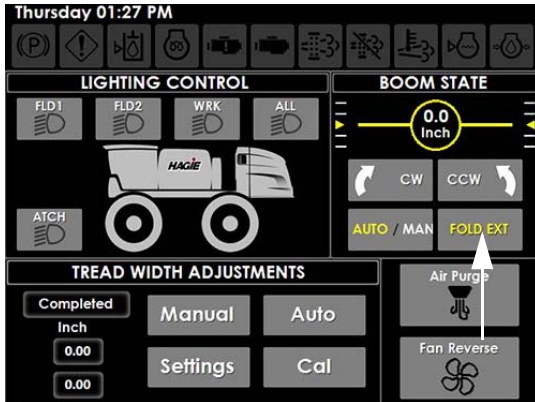 Thursday 01:27 PM
(P)
LIGHTING CONTROL
FLD1 FLD2 WRK ALL
HAGIE
ATCH
BOOM STATE
0.0
Inch
CW CCW
AUTO / MAN FOLD EXT
TREAD WIDTH ADJUSTMENTS
Completed
Inch
0.00
0.00
Manual Auto
Settings Cal
Air Purge
Fan Reverse